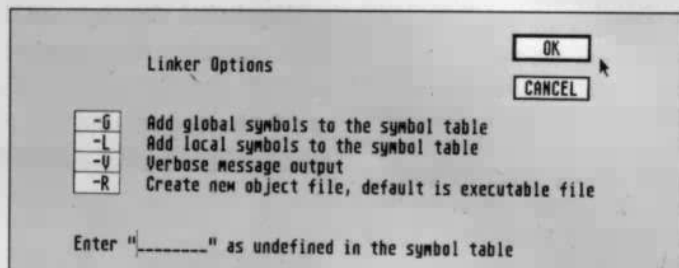 OK
Linker Options
CANCEL
-G Add global symbols to the symbol table
-L Add local symbols to the symbol table
-V Verbose message output
-R Create new object file, default is executable file
Enter "________" as undefined in the symbol table